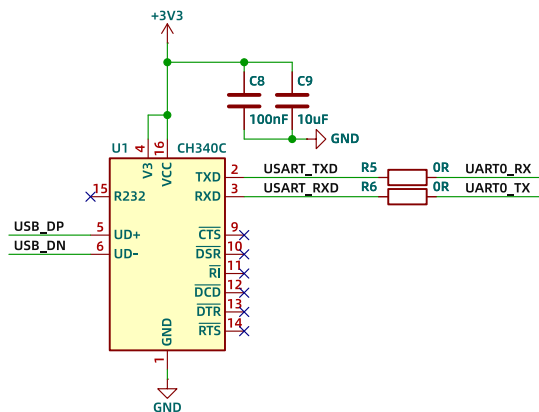 +3V3
C8
C9
100nF
10uF
GND
U1
CH340C
4
16
V3
VCC
TXD
2
USART_TXD
R5
0R
UART0_RX
15
R232
RXD
3
USART_RXD
R6
0R
UART0_TX
USB_DP
5
UD+
CTS
9
USB_DN
6
UD-
DSR
10
RI
11
DCD
12
DTR
13
RTS
14
GND
1
GND